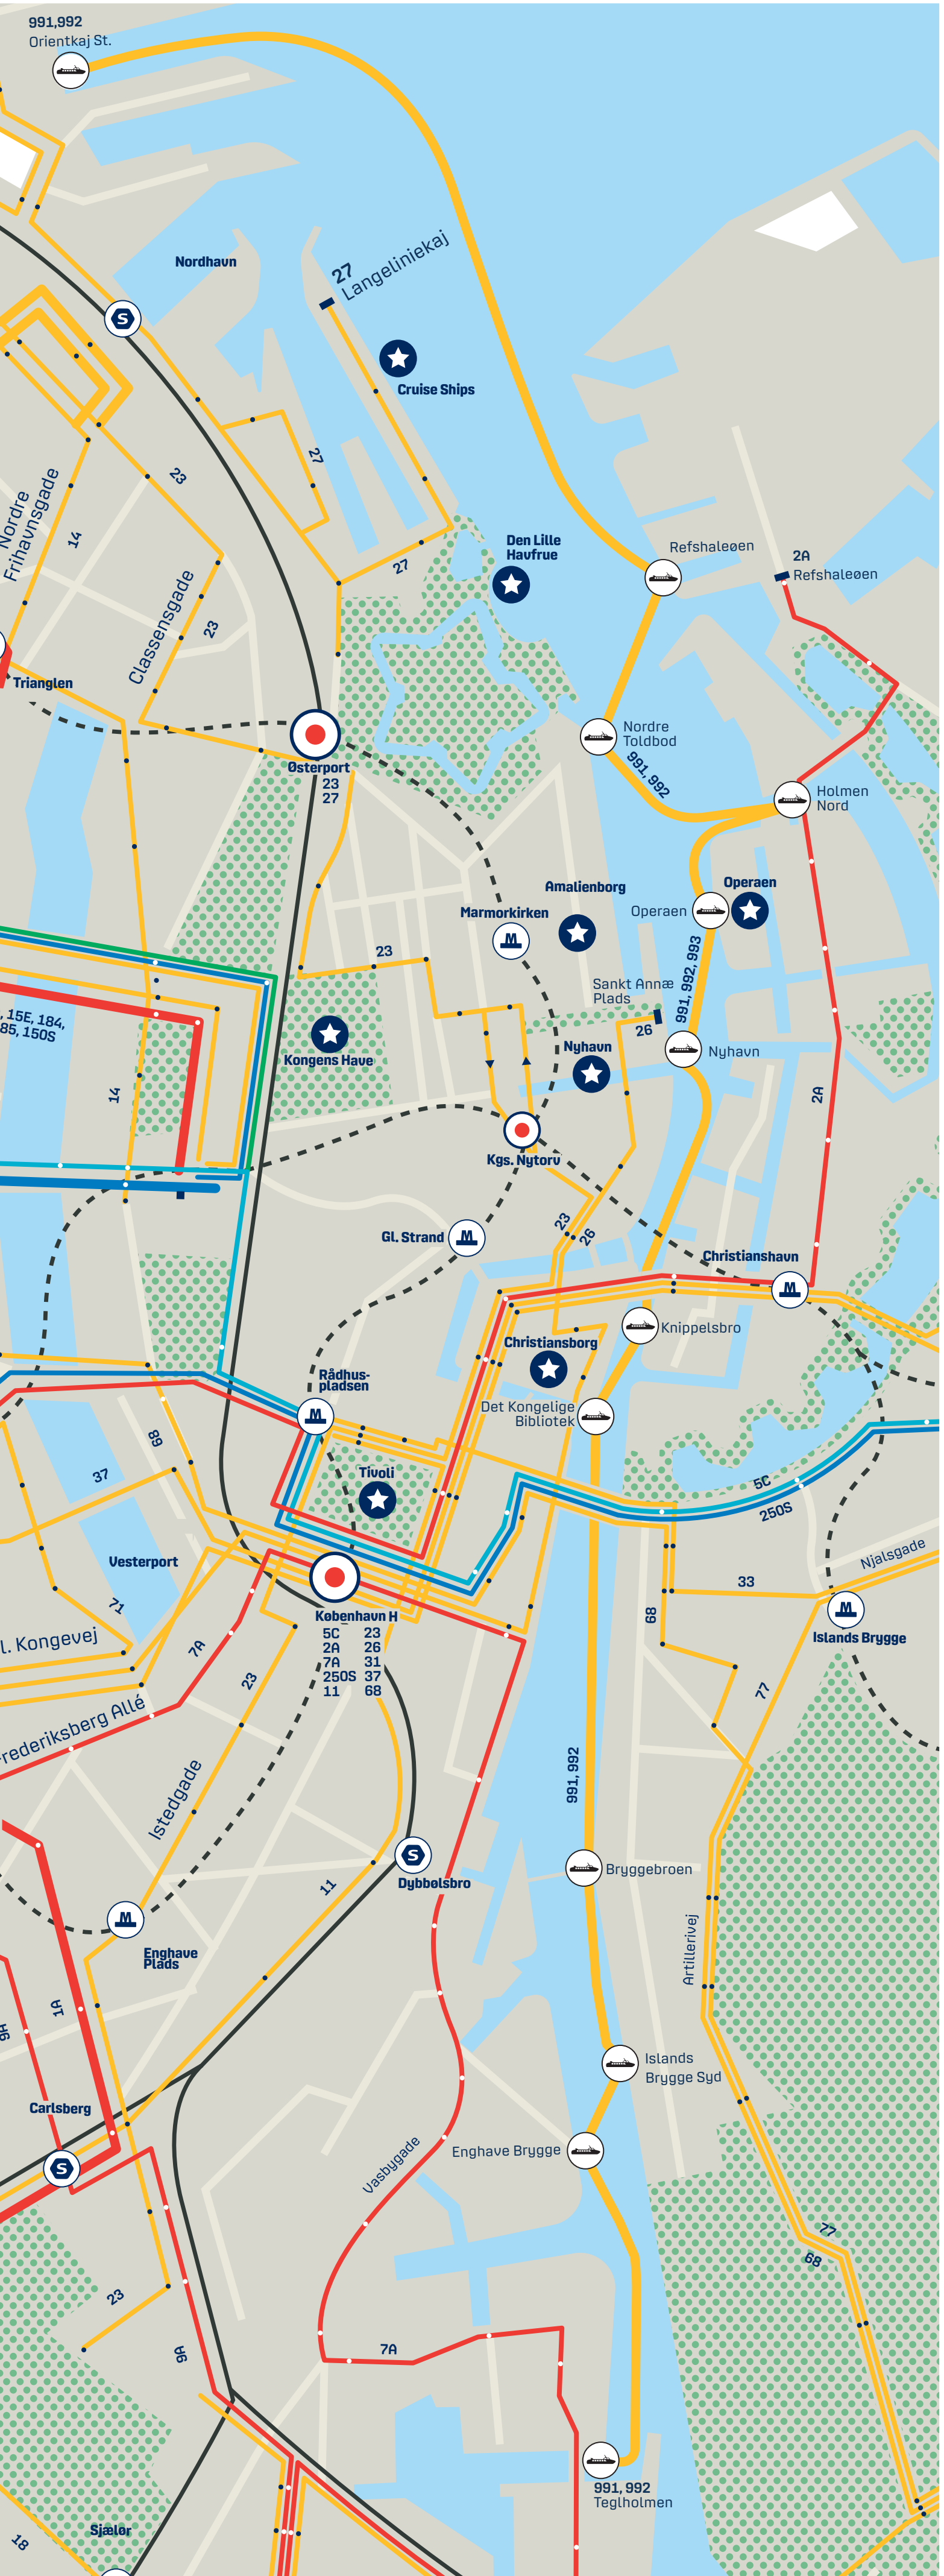 991,992
Orientkaj St.
Nordhavn
27
Langeliniekaj
Cruise Ships
S
23
27
Nordre
Frihavnsgade
14
27
Den Lille
Havfrue
Refshaleøen
2A
Refshaleøen
Classensgade
23
Trianglen
Nordre
Toldbod
Østerport
23
27
991, 992
Holmen
Nord
Amalienborg
Operaen
Marmorkirken
Operaen
M
23
991, 992, 993
Sankt Annæ
Plads
, 15E, 184,
85, 150S
26
Kongens Have
Nyhavn
Nyhavn
14
2A
Kgs. Nytorv
23
26
Gl. Strand
M
Christianshavn
M
Knippelsbro
Christiansborg
Rådhus-
pladsen
M
Det Kongelige
Bibliotek
68
37
Tivoli
5C
250S
Vesterport
Njalsgade
33
71
68
M
l. Kongevej
7A
København H
5C 23
2A 26
7A 31
250S 37
11 68
Islands Brygge
23
77
rederiksberg Allé
991, 992
Istedgade
S
Bryggebroen
Dybbølsbro
11
M
Enghave
Plads
Artillerivej
1A
9A
Islands
Brygge Syd
Carlsberg
Enghave Brygge
S
Vasbygade
77
68
23
9A
7A
991, 992
Teglholmen
Sjælør
18